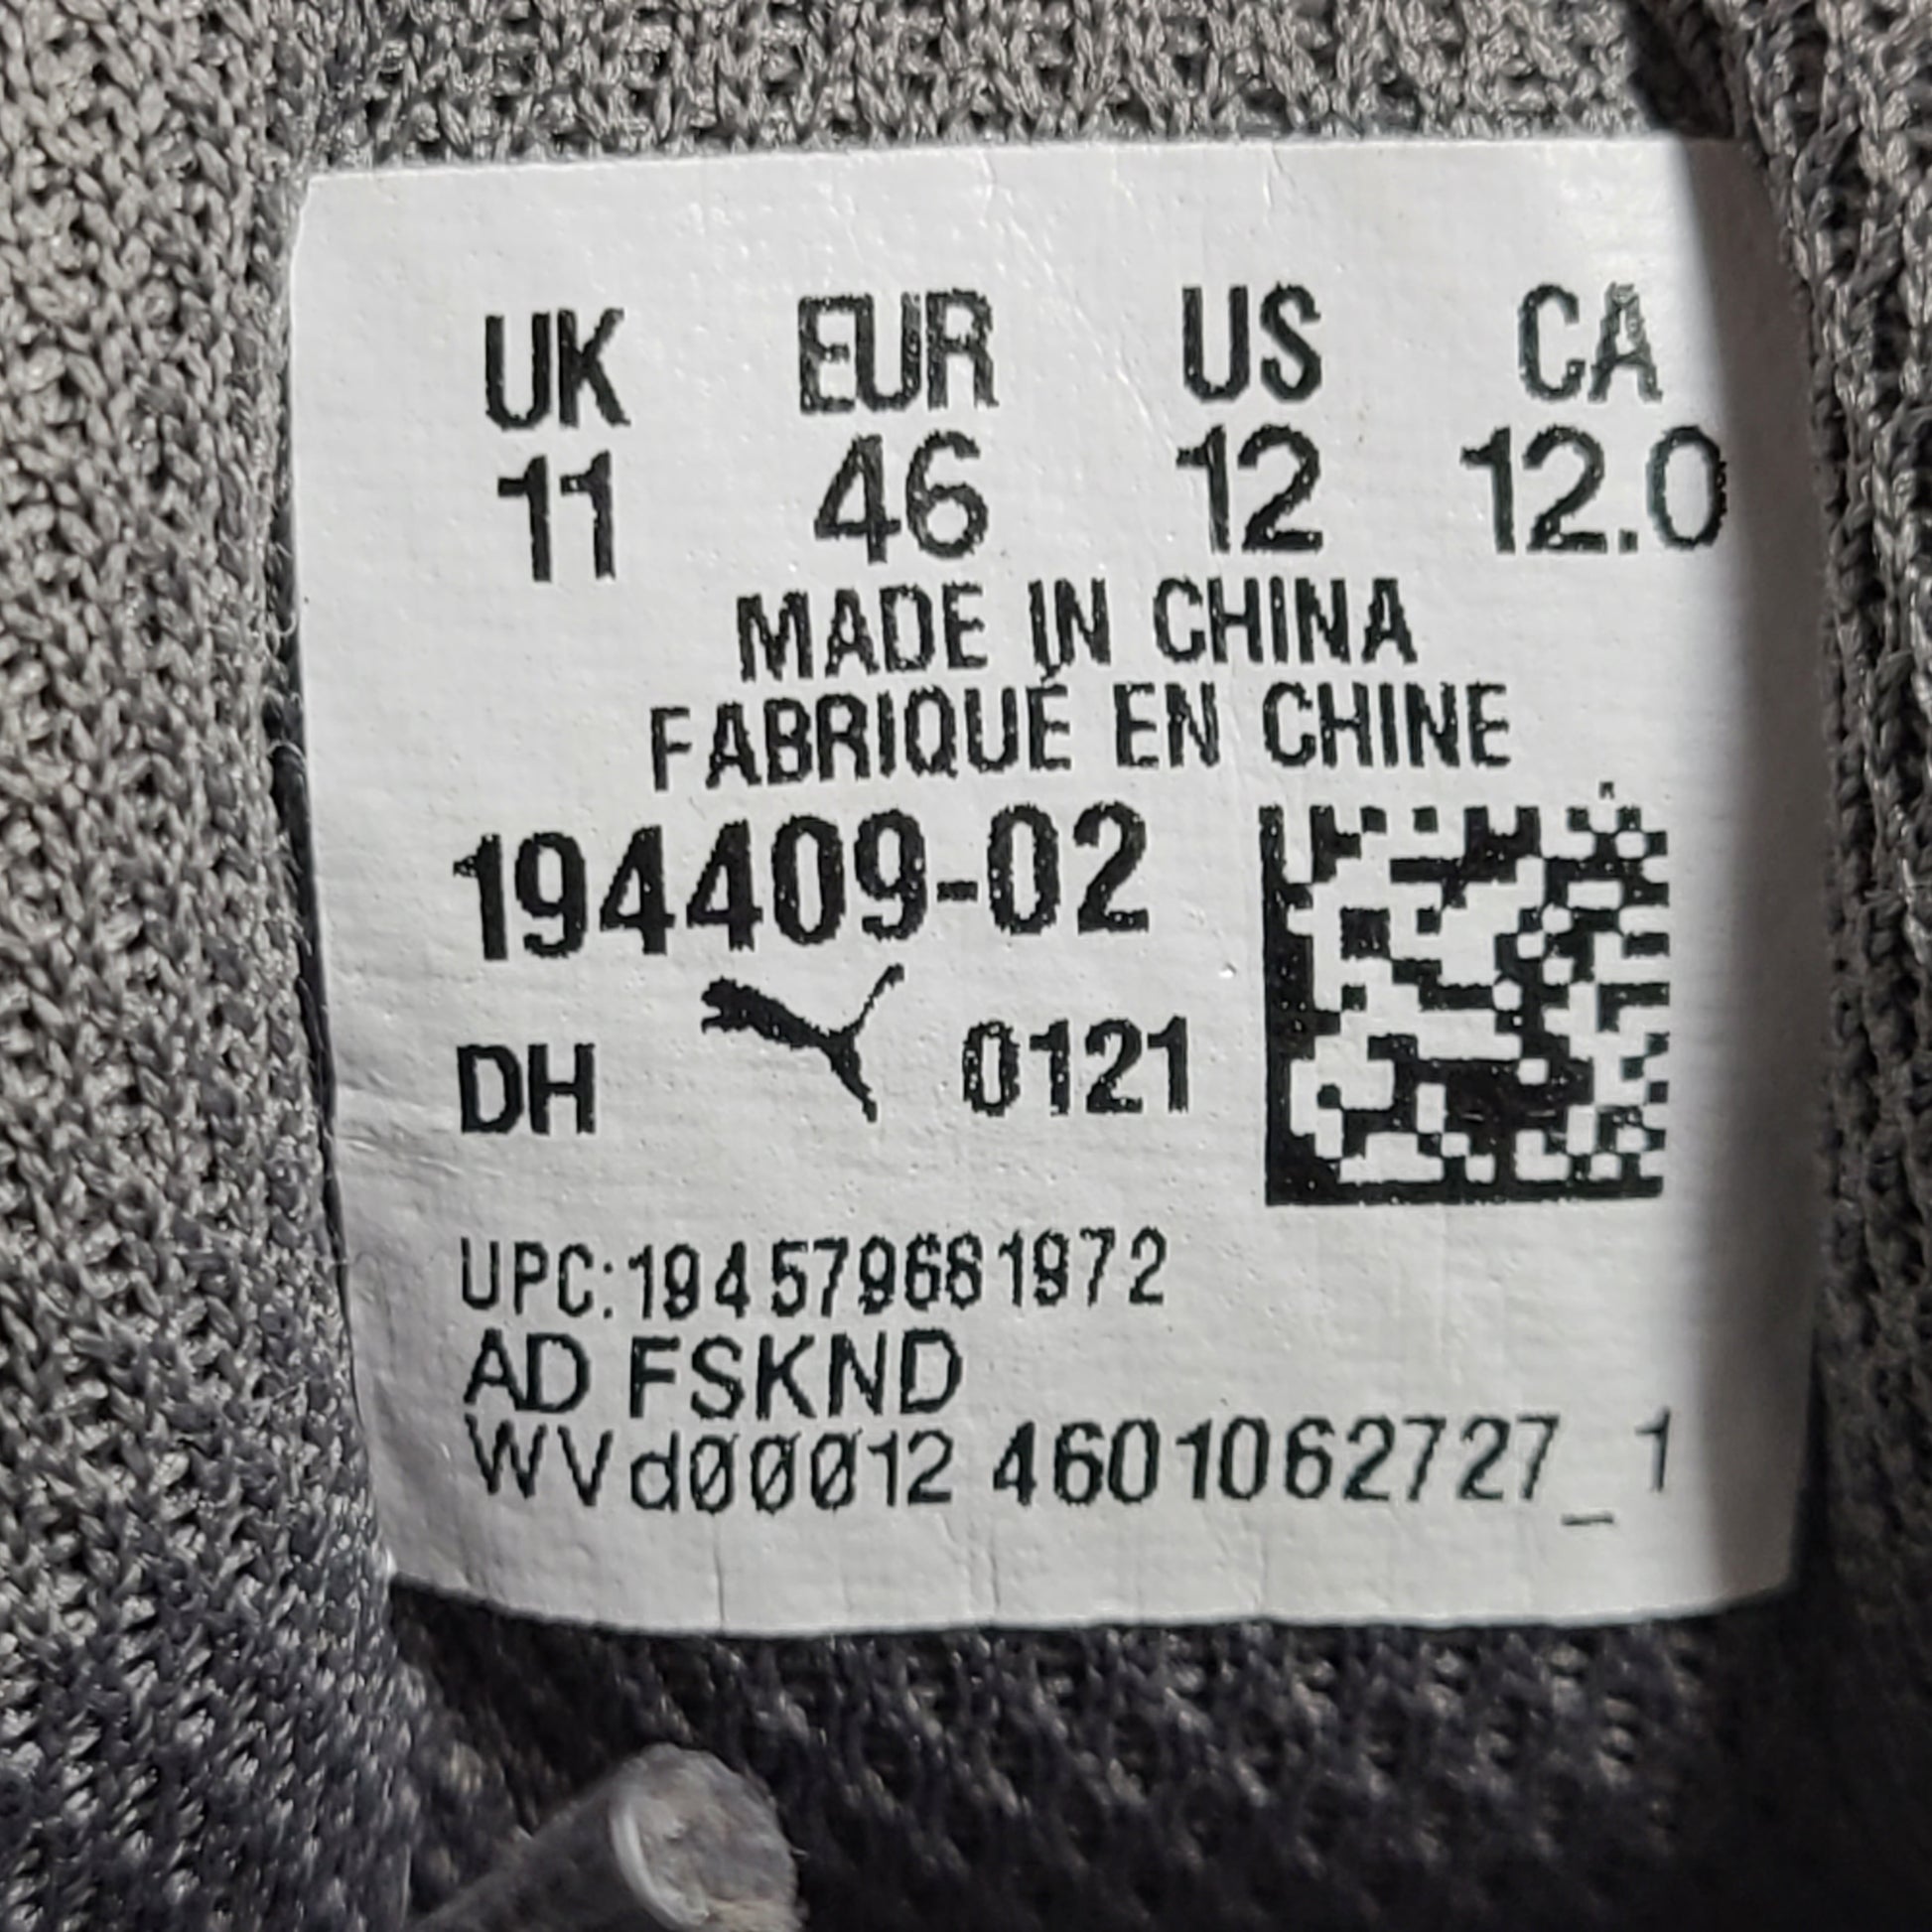 UK EUR US CA
11 46 12 12.0
MADE IN CHINA
FABRIQUÉ EN CHINE
194409-02
DH 0121
UPC:194579681972
AD FSKND
WVd00012 4601062727_1